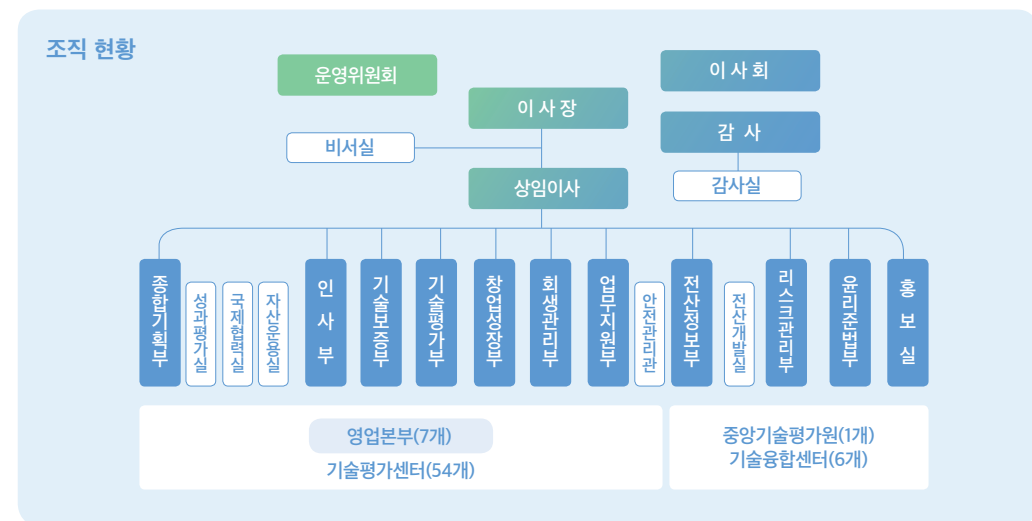 조직 현황
운영위원회
이 사 회
이 사 장
감 사
비서실
상임이사
감사실
종합기획부
성과평가실
국제협력실
자산운용실
인 사 부
기술보증부
기술평가부
창업성장부
회생관리부
업무지원부
안전관리관
전산정보부
전산개발실
리스크관리부
윤리준법부
홍 보 실
영업본부(7개)
기술평가센터(54개)
중앙기술평가원(1개)
기술융합센터(6개)